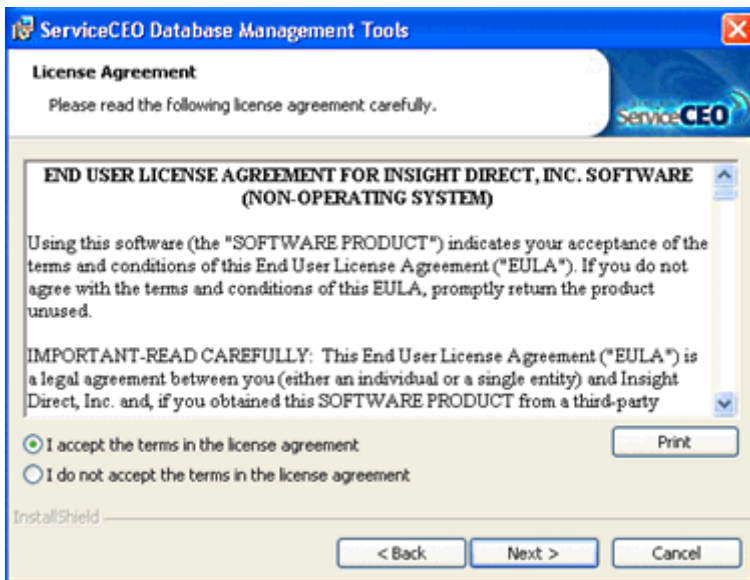 ServiceCEO Database Management Tools
License Agreement
Please read the following license agreement carefully.
ServiceCEO
END USER LICENSE AGREEMENT FOR INSIGHT DIRECT, INC. SOFTWARE
(NON-OPERATING SYSTEM)
Using this software (the "SOFTWARE PRODUCT") indicates your acceptance of the
terms and conditions of this End User License Agreement ("EULA"). If you do not
agree with the terms and conditions of this EULA, promptly return the product
unused.
IMPORTANT-READ CAREFULLY: This End User License Agreement ("EULA") is
a legal agreement between you (either an individual or a single entity) and Insight
Direct, Inc. and, if you obtained this SOFTWARE PRODUCT from a third-party
I accept the terms in the license agreement
Print
I do not accept the terms in the license agreement
InstallShield
< Back
Next >
Cancel